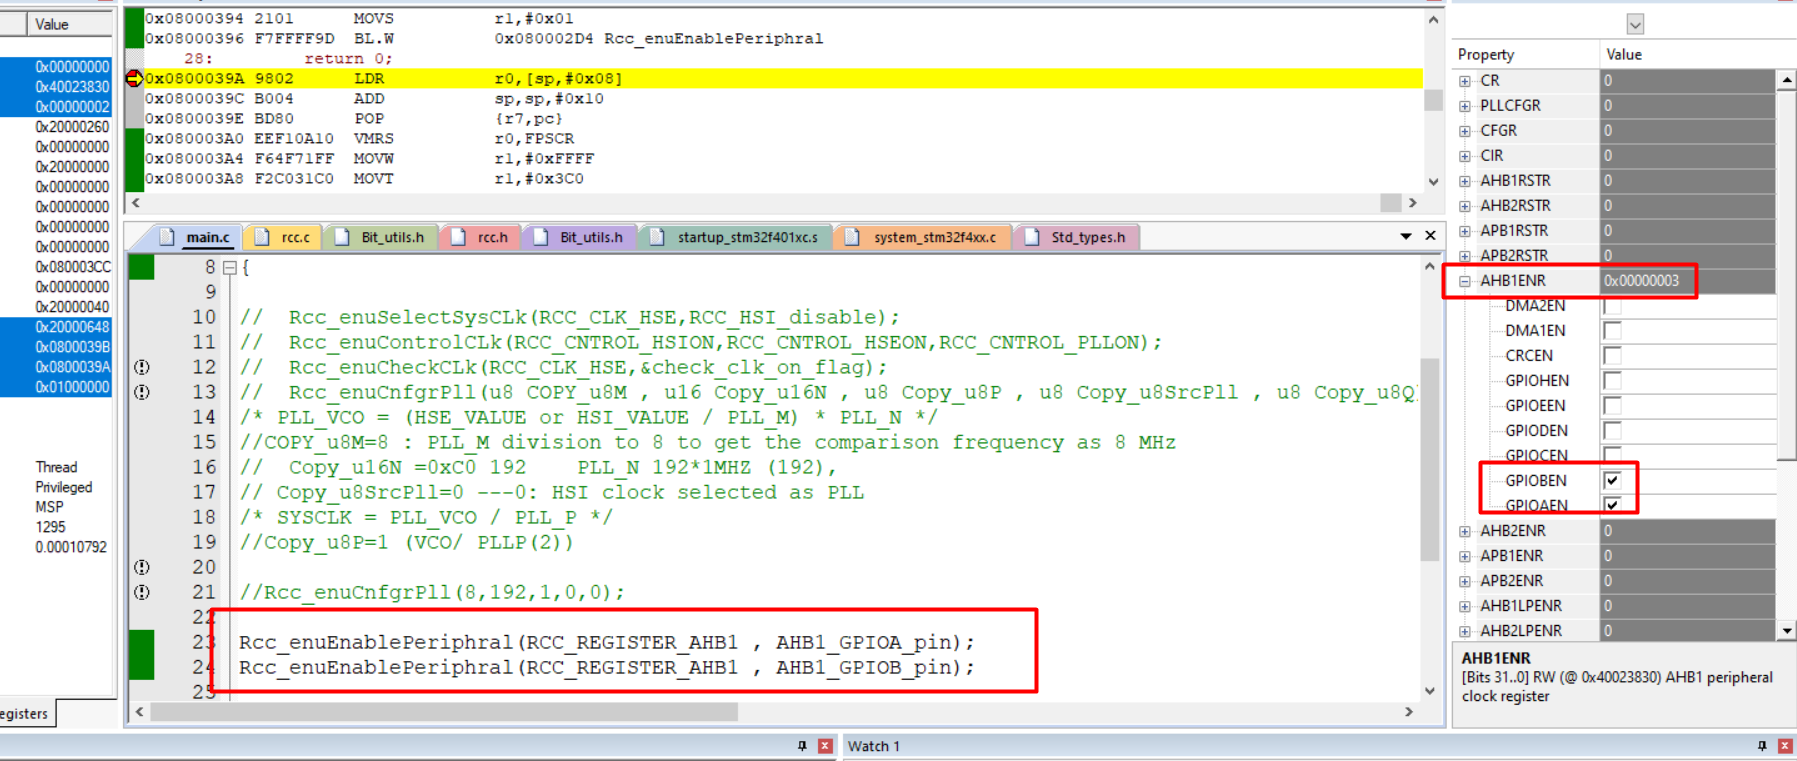 Value
0x00000000
0x40023830
0x00000002
0x20000260
0x00000000
0x20000000
0x00000000
0x00000000
0x00000000
0x00000000
0x080003CC
0x00000000
0x20000040
0x20000648
0x0800039B
0x0800039A
0x01000000
Thread
Privileged
MSP
1295
0.00010792
egisters
0x08000394 2101 MOVS r1,#0x01
0x08000396 F7FFFF9D BL.W 0x080002D4 Rcc_enuEnablePeriphral
28: return 0;
0x0800039A 9802 LDR r0,[sp,#0x08]
0x0800039C B004 ADD sp,sp,#0x10
0x0800039E BD80 POP {r7,pc}
0x080003A0 EEF10A10 VMRS r0,FPSCR
0x080003A4 F64F71FF MOVW r1,#0xFFFF
0x080003A8 F2C031C0 MOVT r1,#0x3C0
main.c rcc.c Bit_utils.h rcc.h Bit_utils.h startup_stm32f401xc.s system_stm32f4xx.c Std_types.h
8 {
9
10 // Rcc_enuSelectSysCLk(RCC_CLK_HSE,RCC_HSI_disable);
11 // Rcc_enuControlCLk(RCC_CNTROL_HSION,RCC_CNTROL_HSEON,RCC_CNTROL_PLLON);
12 // Rcc_enuCheckCLk(RCC_CLK_HSE,&check_clk_on_flag);
13 // Rcc_enuCnfgrPll(u8 COPY_u8M , u16 Copy_u16N , u8 Copy_u8P , u8 Copy_u8SrcPll , u8 Copy_u8Q
14 /* PLL_VCO = (HSE_VALUE or HSI_VALUE / PLL_M) * PLL_N */
15 //COPY_u8M=8 : PLL_M division to 8 to get the comparison frequency as 8 MHz
16 // Copy_u16N =0xC0 192 PLL_N 192*1MHZ (192),
17 // Copy_u8SrcPll=0 ---0: HSI clock selected as PLL
18 /* SYSCLK = PLL_VCO / PLL_P */
19 //Copy_u8P=1 (VCO/ PLLP(2))
20
21 //Rcc_enuCnfgrPll(8,192,1,0,0);
22
23 Rcc_enuEnablePeriphral(RCC_REGISTER_AHB1 , AHB1_GPIOA_pin);
24 Rcc_enuEnablePeriphral(RCC_REGISTER_AHB1 , AHB1_GPIOB_pin);
25
Property Value
CR 0
PLLCFGR 0
CFGR 0
CIR 0
AHB1RSTR 0
AHB2RSTR 0
APB1RSTR 0
APB2RSTR 0
AHB1ENR 0x00000003
DMA2EN
DMA1EN
CRCEN
GPIOHEN
GPIOEEN
GPIODEN
GPIOCEN
GPIOBEN
GPIOAEN
AHB2ENR 0
APB1ENR 0
APB2ENR 0
AHB1LPENR 0
AHB2LPENR 0
AHB1ENR
[Bits 31..0] RW (@ 0x40023830) AHB1 peripheral
clock register
Watch 1